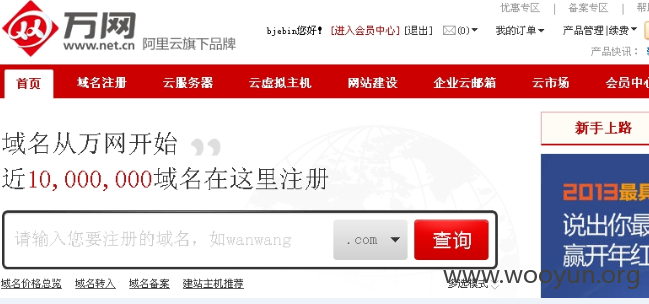 优惠专区 | 备案专区 | 帮助
万网
www.net.cn 阿里云旗下品牌
bjebin您好! [进入会员中心] [退出] (0) 我的订单 产品管理|续费
产品快讯:
首页 域名注册 云服务器 云虚拟主机 网站建设 企业云邮箱 云市场 会员中心
域名从万网开始
近10,000,000域名在这里注册
请输入您要注册的域名，如wanwang .com 查询
域名价格总览 域名转入 域名备案 建站主机推荐 多选模式
新手上路
2013最具
说出你最
赢开年红
www.wooyun.org